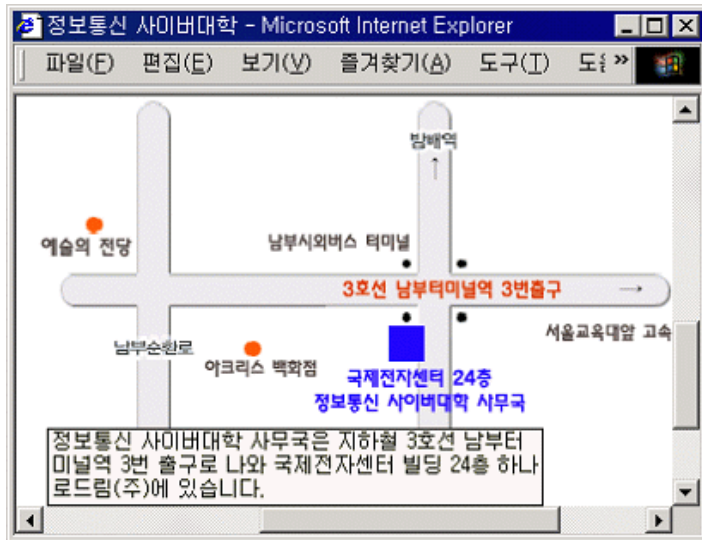 정보통신 사이버대학 - Microsoft Internet Explorer
파일(F) 편집(E) 보기(V) 즐겨찾기(A) 도구(T) »
방배역
↑
예술의 전당
남부시외버스 터미널
3호선 남부터미널역 3번출구 →
서울교육대앞 고속
남부순환로
아크리스 백화점
국제전자센터 24층
정보통신 사이버대학 사무국
정보통신 사이버대학 사무국은 지하철 3호선 남부터
미널역 3번 출구로 나와 국제전자센터 빌딩 24층 하나
로드림(주)에 있습니다.